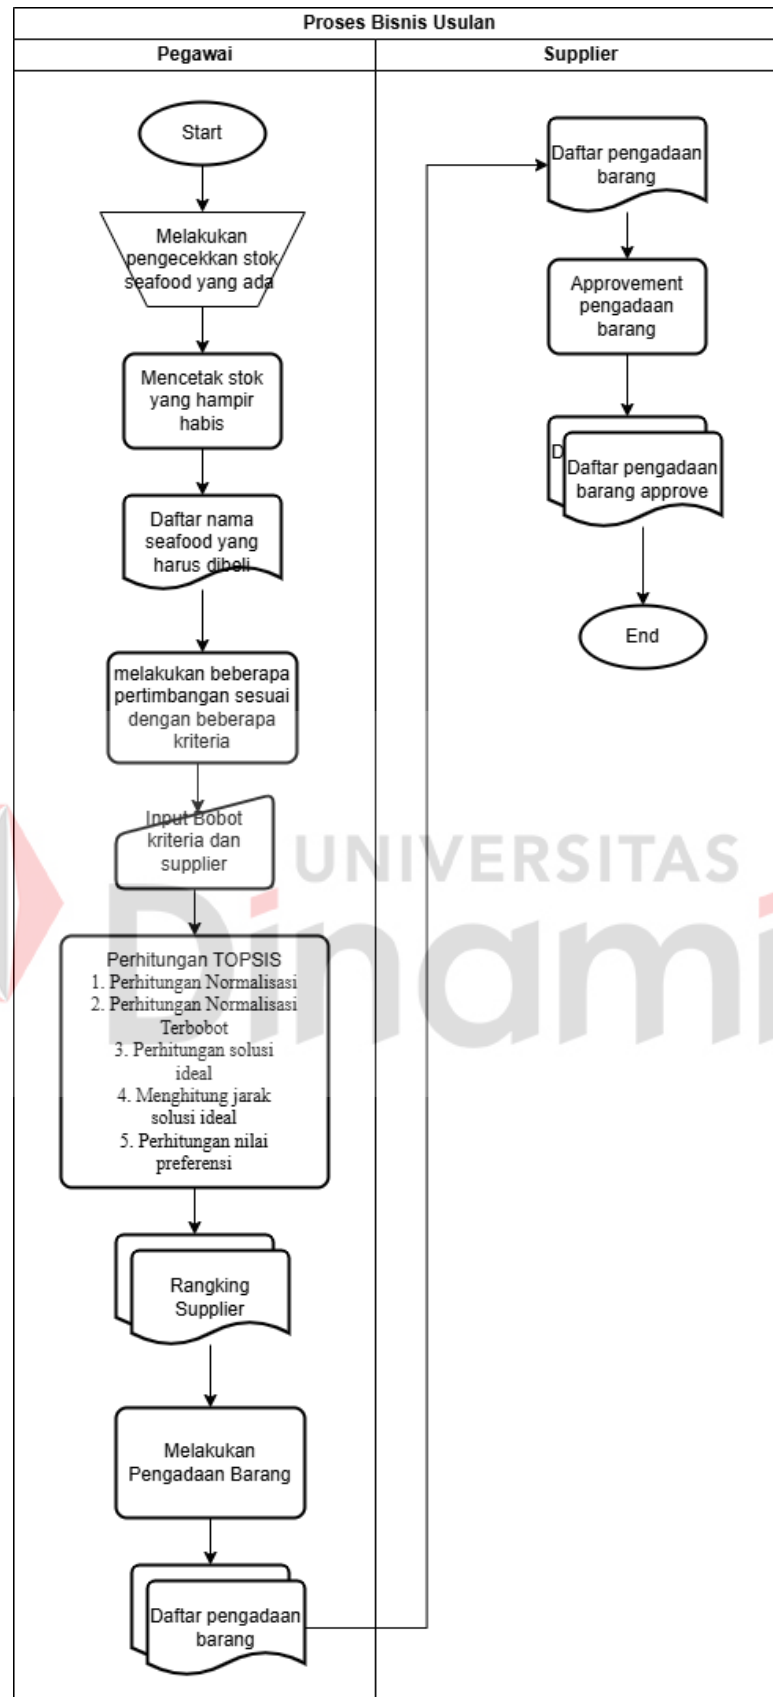 Proses Bisnis Usulan
Pegawai
Supplier
Start
Melakukan
pengecekkan stok
seafood yang ada
Mencetak stok
yang hampir
habis
Daftar nama
seafood yang
harus dibeli
melakukan beberapa
pertimbangan sesuai
dengan beberapa
kriteria
Input Bobot
kriteria dan
supplier
Perhitungan TOPSIS
1. Perhitungan Normalisasi
2. Perhitungan Normalisasi
Terbobot
3. Perhitungan solusi
ideal
4. Menghitung jarak
solusi ideal
5. Perhitungan nilai
preferensi
Rangking
Supplier
Melakukan
Pengadaan Barang
Daftar pengadaan
barang
Daftar pengadaan
barang
Approvement
pengadaan
barang
D
Daftar pengadaan
barang approve
End
UNIVERSITAS
Dinami